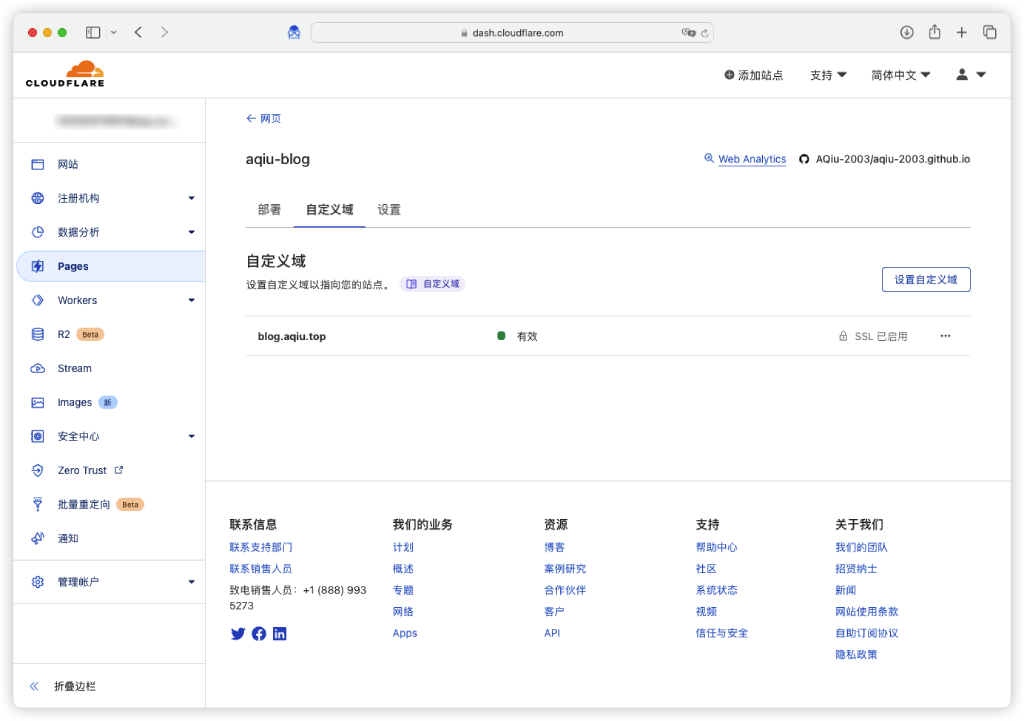 dash.cloudflare.com
CLOUDFLARE
添加站点
支持
简体中文
网页
aqiu-blog
Web Analytics
AQiu-2003/aqiu-2003.github.io
部署
自定义域
设置
自定义域
设置自定义域以指向您的站点。
自定义域
设置自定义域
blog.aqiu.top
有效
SSL 已启用
网站
注册机构
数据分析
Pages
Workers
R2 Beta
Stream
Images 新
安全中心
Zero Trust
批量重定向 Beta
通知
管理帐户
折叠边栏
联系信息
联系支持部门
联系销售人员
致电销售人员：+1 (888) 993
5273
我们的业务
计划
概述
专题
网络
Apps
资源
博客
案例研究
合作伙伴
客户
API
支持
帮助中心
社区
系统状态
视频
信任与安全
关于我们
我们的团队
招贤纳士
新闻
网站使用条款
自助订阅协议
隐私政策